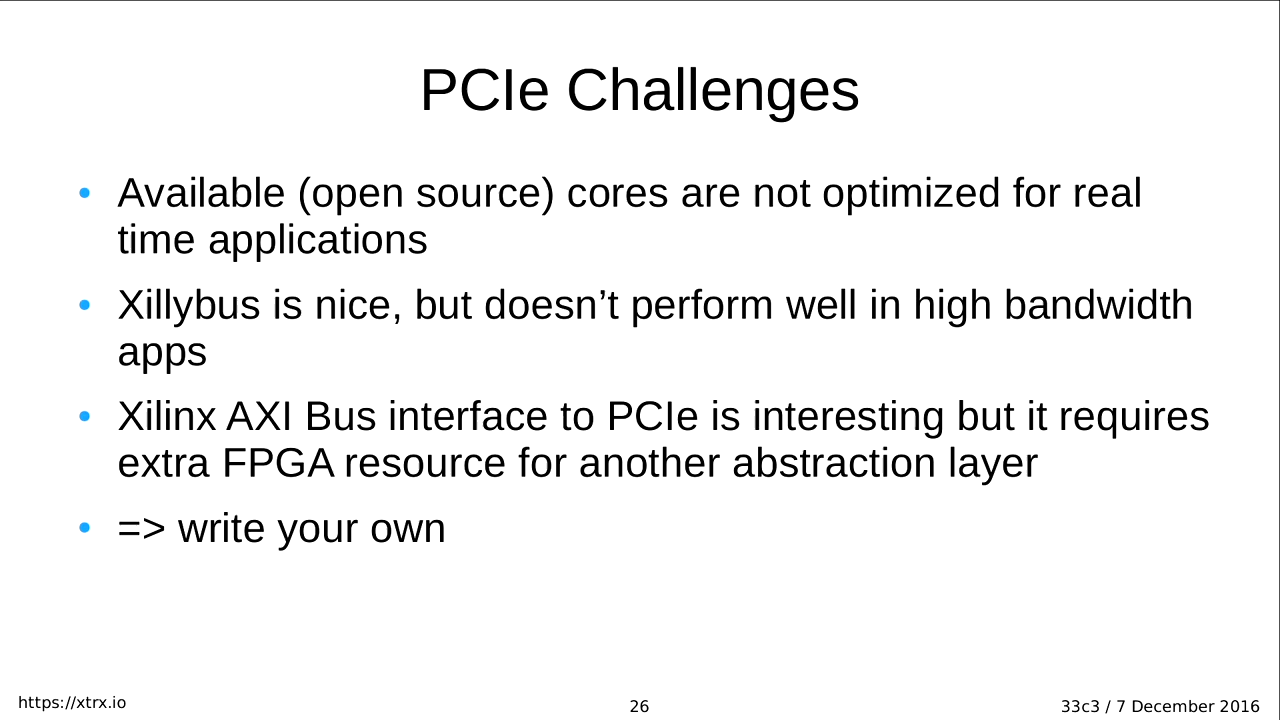 PCIe Challenges
• Available (open source) cores are not optimized for real
time applications
• Xillybus is nice, but doesn’t perform well in high bandwidth
apps
• Xilinx AXI Bus interface to PCIe is interesting but it requires
extra FPGA resource for another abstraction layer
• => write your own
https://xtrx.io
26
33c3 / 7 December 2016